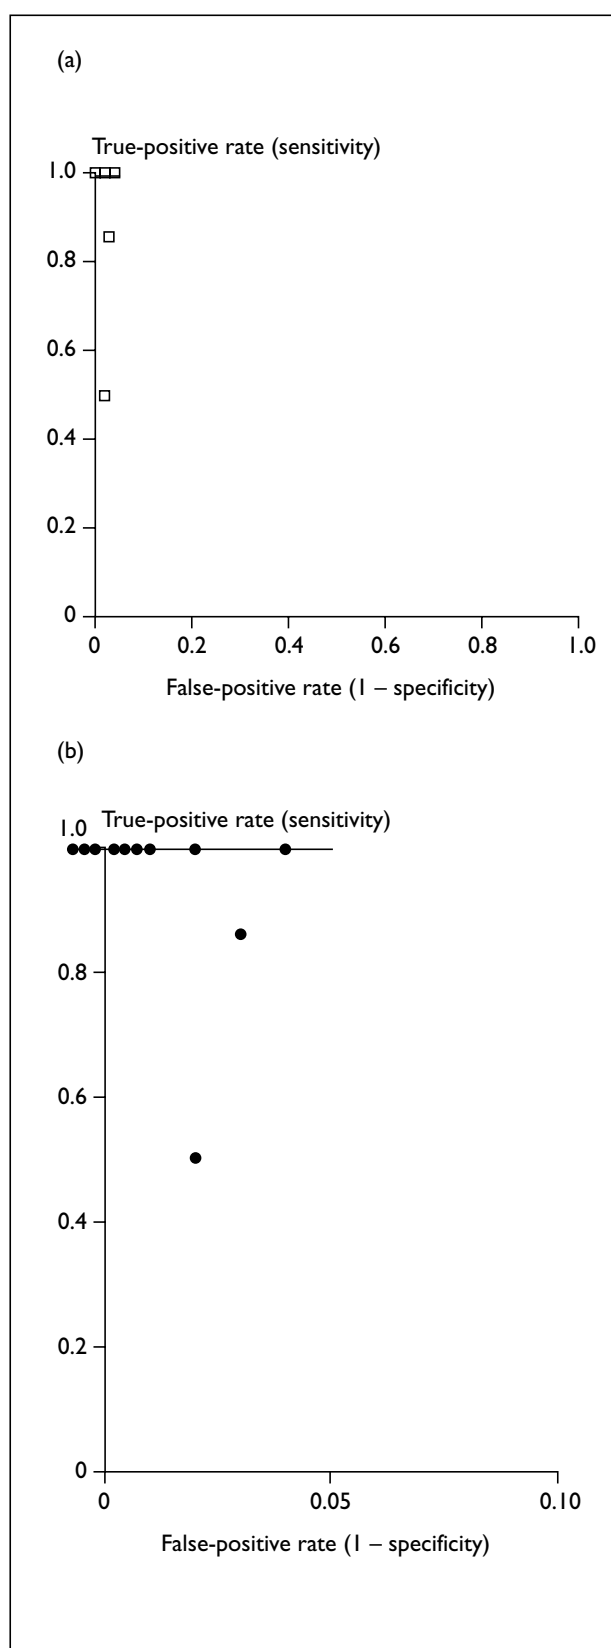 (a)
True-positive rate (sensitivity)
1.0
0.8
0.6
0.4
0.2
0
0 0.2 0.4 0.6 0.8 1.0
False-positive rate (1 – specificity)
(b)
True-positive rate (sensitivity)
1.0
0.8
0.6
0.4
0.2
0
0 0.05 0.10
False-positive rate (1 – specificity)